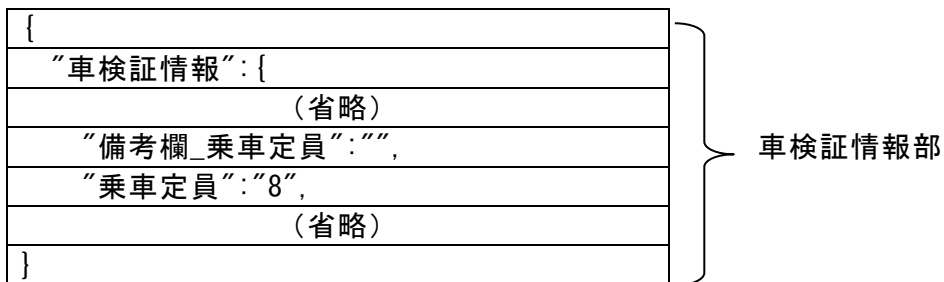 {
"車検証情報":{
（省略）
"備考欄_乗車定員":"",
"乗車定員":"8",
（省略）
}
車検証情報部